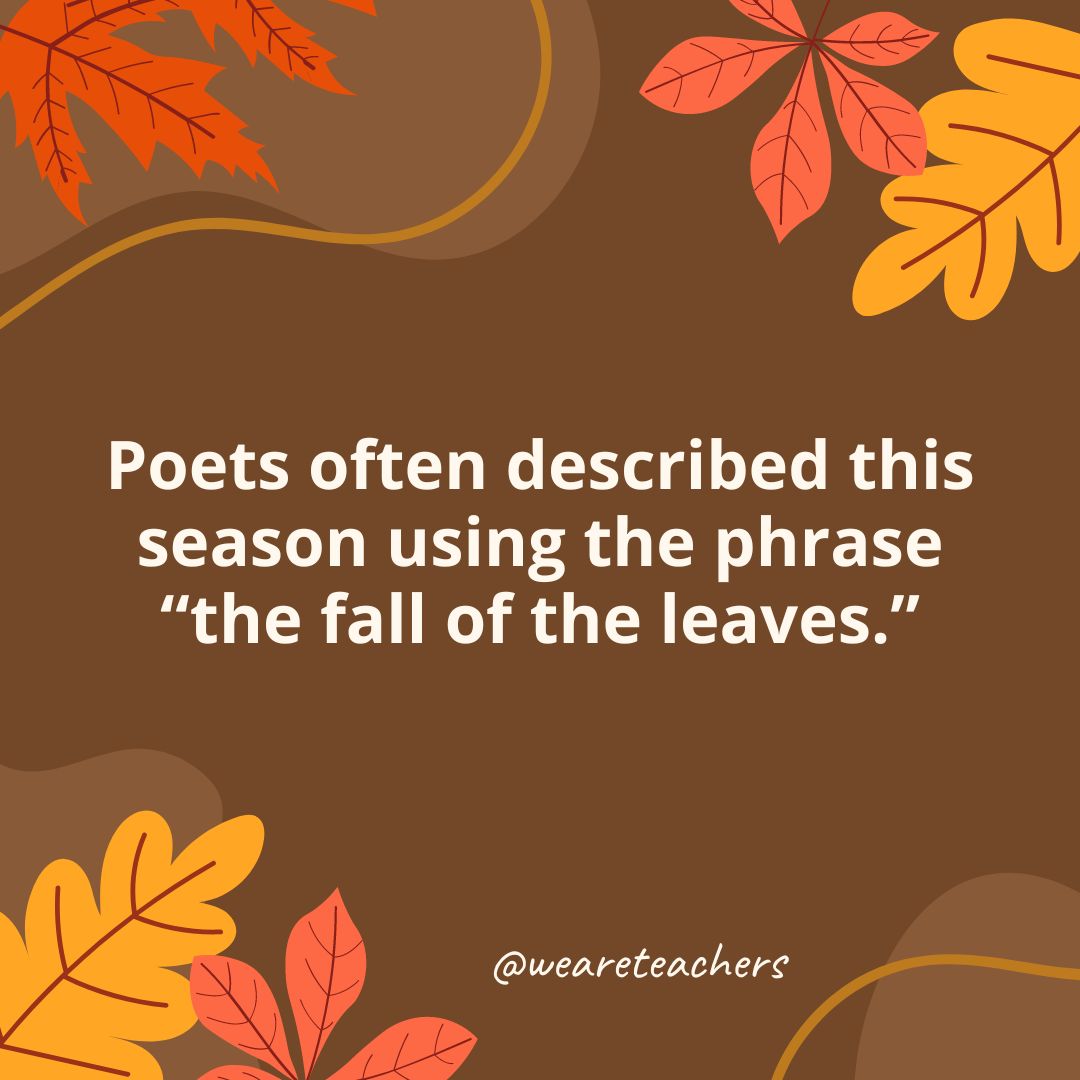 Poets often described this
season using the phrase
“the fall of the leaves.”
@weareteachers